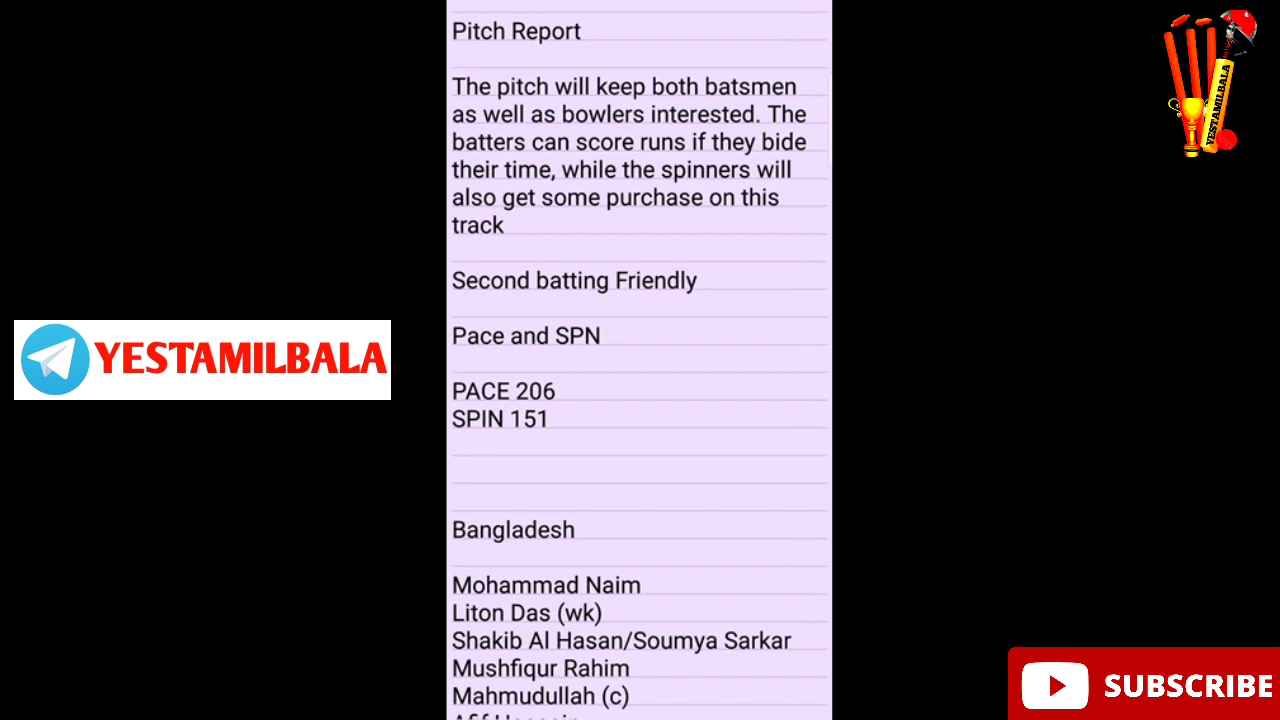 Pitch Report
The pitch will keep both batsmen
as well as bowlers interested. The
batters can score runs if they bide
their time, while the spinners will
also get some purchase on this
track
Second batting Friendly
Pace and SPN
PACE 206
SPIN 151
Bangladesh
Mohammad Naim
Liton Das (wk)
Shakib Al Hasan/Soumya Sarkar
Mushfiqur Rahim
Mahmudullah (c)
YESTAMILBALA
YESTAMILBALA
SUBSCRIBE